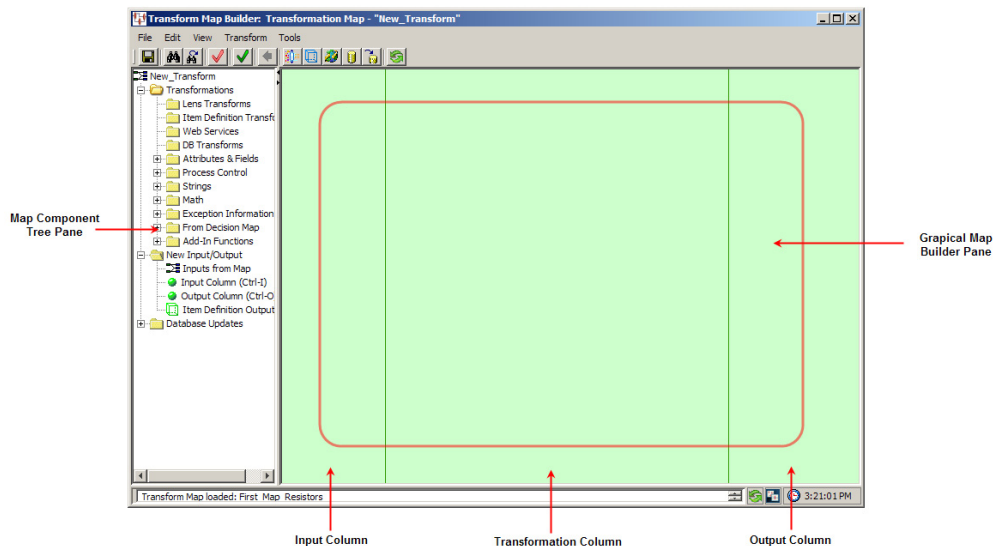 Transform Map Builder: Transformation Map - "New_Transform"
File Edit View Transform Tools
New_Transform
Transformations
Lens Transforms
Item Definition Transfo
Web Services
DB Transforms
Attributes & Fields
Process Control
Strings
Math
Exception Information
From Decision Map
Add-In Functions
New Input/Output
Inputs from Map
Input Column (Ctrl-I)
Output Column (Ctrl-O
Item Definition Output
Database Updates
Map Component
Tree Pane
Grapical Map
Builder Pane
Transform Map loaded: First Map Resistors
3:21:01 PM
Input Column
Transformation Column
Output Column